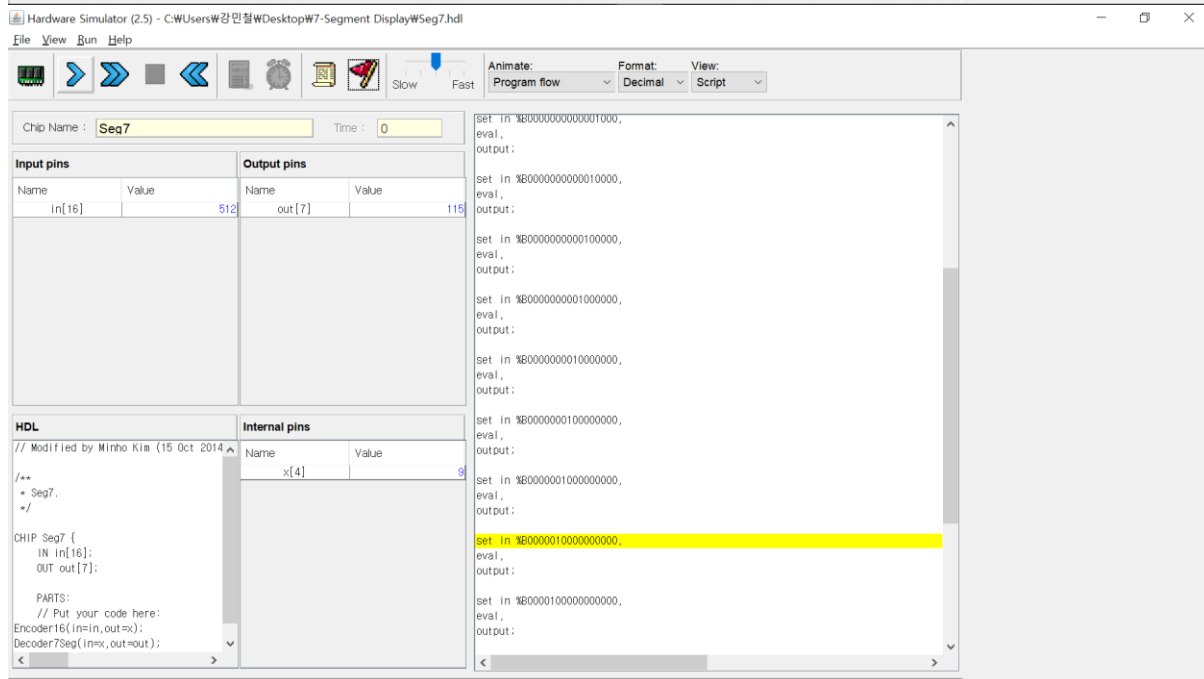 Hardware Simulator (2.5) - C:₩Users₩강민철₩Desktop₩7-Segment Display₩Seg7.hdl
File View Run Help
Slow Fast
Animate: Format: View:
Program flow Decimal Script
Chip Name : Seg7 Time : 0
Input pins
Name Value
in[16] 512
Output pins
Name Value
out[7] 115
HDL
// Modified by Minho Kim (15 Oct 2014
/**
* Seg7.
*/
CHIP Seg7 {
IN in[16];
OUT out[7];
PARTS:
// Put your code here:
Encoder16(in=in,out=x);
Decoder7Seg(in=x,out=out);
Internal pins
Name Value
x[4] 9
set in %B0000000000001000,
eval,
output;
set in %B0000000000010000,
eval,
output;
set in %B0000000000100000,
eval,
output;
set in %B0000000001000000,
eval,
output;
set in %B0000000010000000,
eval,
output;
set in %B0000000100000000,
eval,
output;
set in %B0000001000000000,
eval,
output;
set in %B0000010000000000,
eval,
output;
set in %B0000100000000000,
eval,
output;